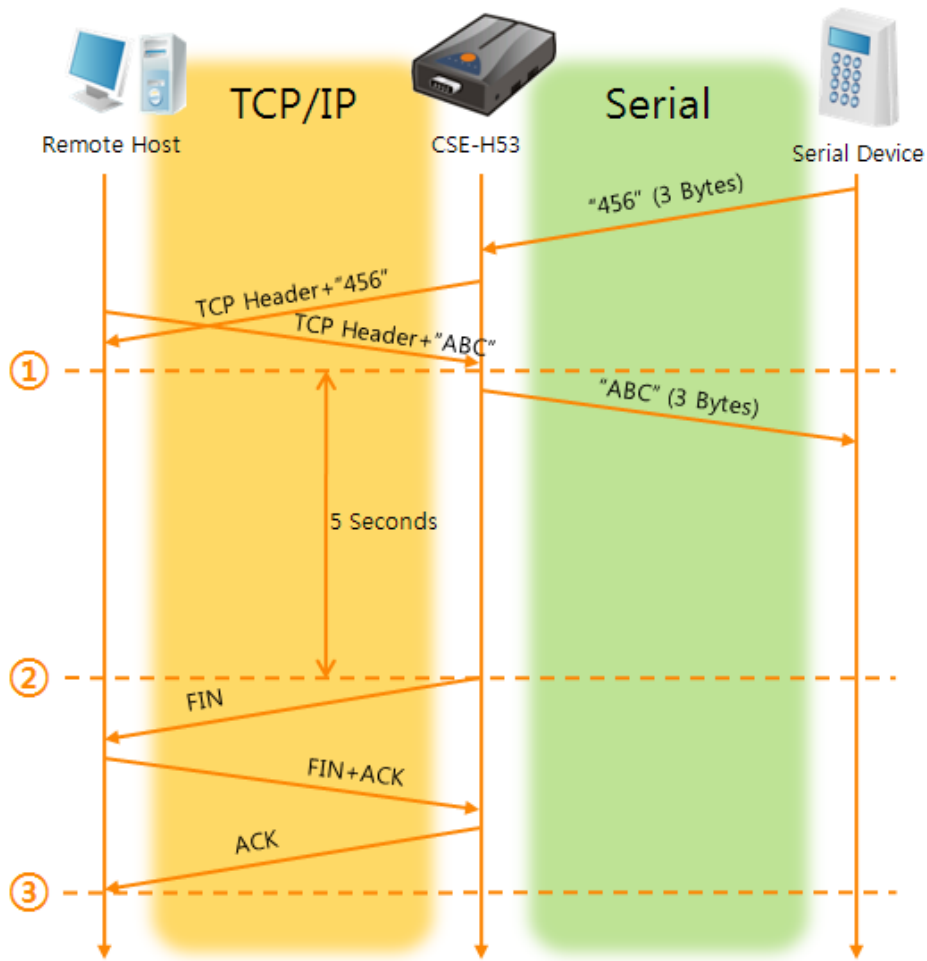 TCP/IP
Serial
Remote Host
CSE-H53
Serial Device
"456" (3 Bytes)
TCP Header+"456"
TCP Header+"ABC"
①
"ABC" (3 Bytes)
5 Seconds
②
FIN
FIN+ACK
ACK
③